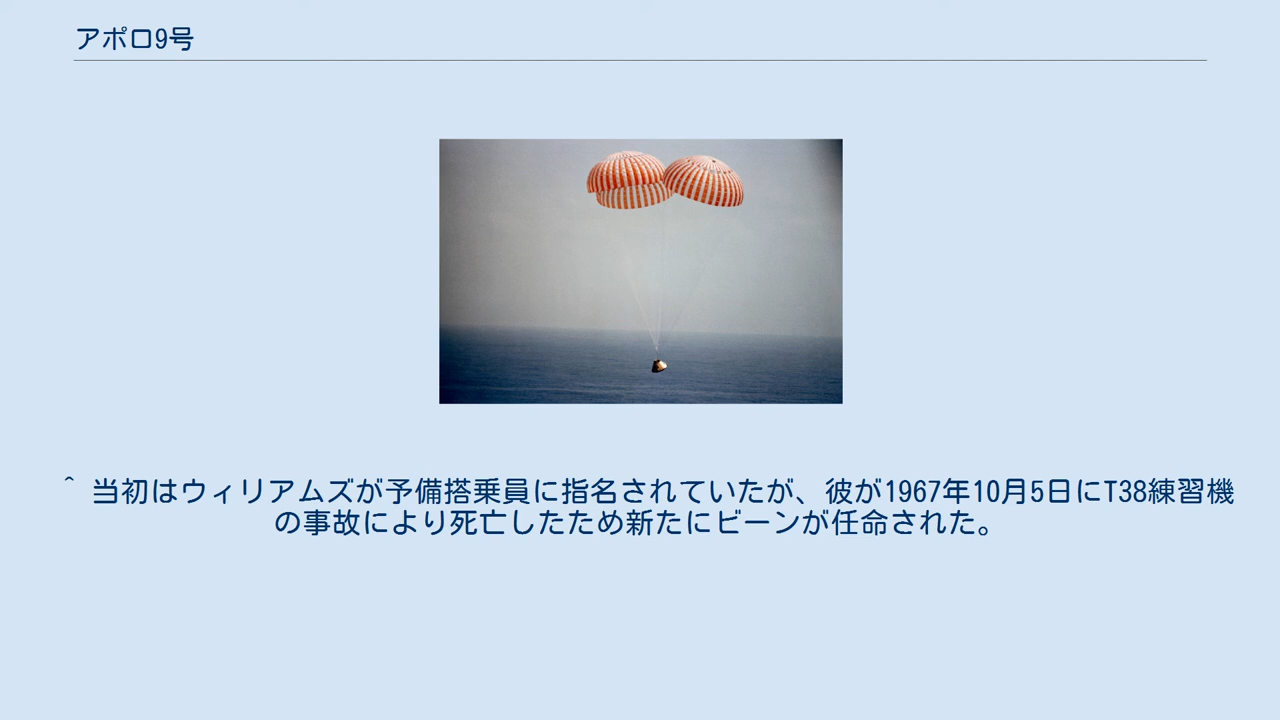 アポロ9号
^ 当初はウィリアムズが予備搭乗員に指名されていたが、彼が1967年10月5日にT38練習機
の事故により死亡したため新たにビーンが任命された。